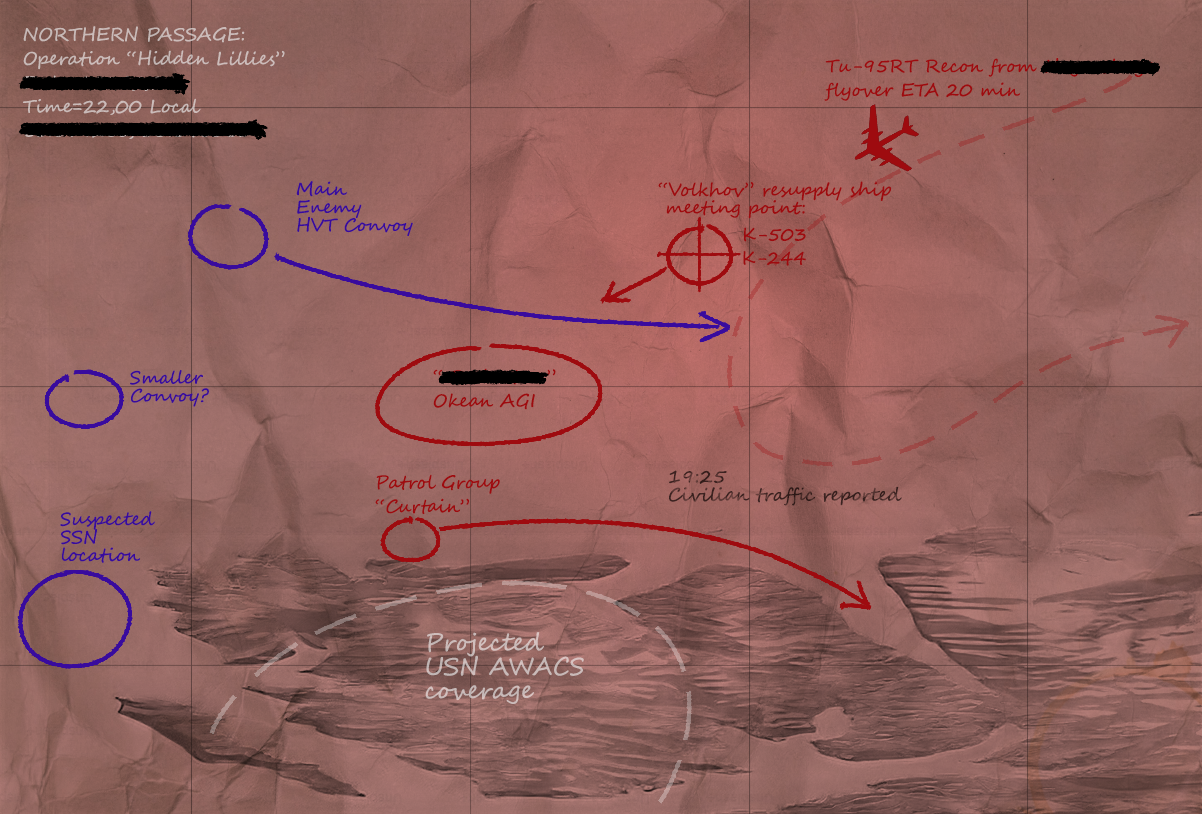 NORTHERN PASSAGE:
Operation “Hidden Lillies”
Time=22,00 Local
Tu-95RT Recon from
flyover ETA 20 min
Main
Enemy
HVT Convoy
“Volkhov” resupply ship
meeting point:
K-503
K-244
Smaller
Convoy?
“ ”
Okean AGI
Patrol Group
“Curtain”
19:25
Civilian traffic reported
Suspected
SSN
location
Projected
USN AWACS
coverage